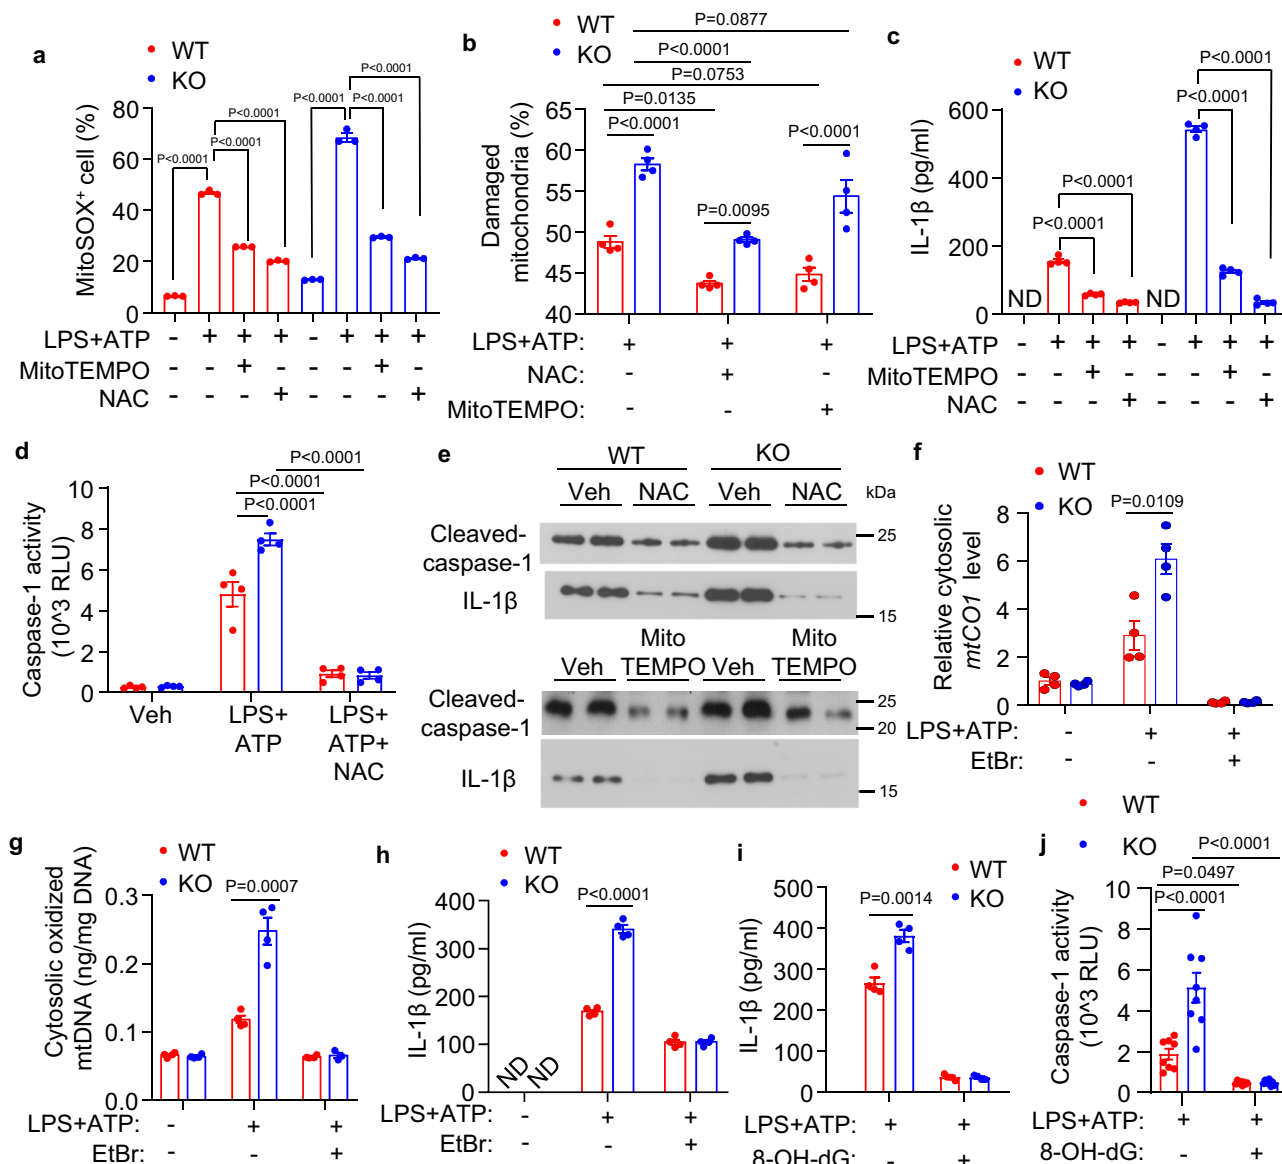 a
WT
KO
P<0.0001
P<0.0001
P<0.0001
P<0.0001
P<0.0001
P<0.0001
MitoSOX+ cell (%)
80
60
40
20
0
LPS+ATP - + + + - + + +
MitoTEMPO - - + - - - + -
NAC - - - + - - - +
b
WT
KO
P=0.0877
P<0.0001
P=0.0753
P=0.0135
P<0.0001
P<0.0001
P=0.0095
Damaged
mitochondria (%)
65
60
55
50
45
40
LPS+ATP: + + +
NAC: - + -
MitoTEMPO: - - +
c
WT
KO
P<0.0001
P<0.0001
P<0.0001
P<0.0001
IL-1β (pg/ml)
600
400
200
0
ND
ND
LPS+ATP - + + + - + + +
MitoTEMPO - - + - - - + -
NAC - - - + - - - +
d
P<0.0001
P<0.0001
P<0.0001
Caspase-1 activity
(10^3 RLU)
10
8
6
4
2
0
Veh
LPS+
ATP
LPS+
ATP+
NAC
e
WT KO
Veh NAC Veh NAC kDa
Cleaved-
caspase-1
25
IL-1β
15
Veh Mito
TEMPO Veh Mito
TEMPO
Cleaved-
caspase-1
25
20
IL-1β
15
f
WT
KO
P=0.0109
Relative cytosolic
mtCO1 level
8
6
4
2
0
LPS+ATP: - + +
EtBr: - - +
g
WT
KO
P=0.0007
Cytosolic oxidized
mtDNA (ng/mg DNA)
0.3
0.2
0.1
0.0
LPS+ATP: - + +
EtBr: - - +
h
WT
KO
P<0.0001
IL-1β (pg/ml)
400
300
200
100
0
ND
ND
LPS+ATP: - + +
EtBr: - - +
i
WT
KO
P=0.0014
IL-1β (pg/ml)
500
400
300
200
100
0
LPS+ATP: + +
8-OH-dG: - +
j
WT
KO
P<0.0001
P=0.0497
P<0.0001
Caspase-1 activity
(10^3 RLU)
10
8
6
4
2
0
LPS+ATP: + +
8-OH-dG: - +